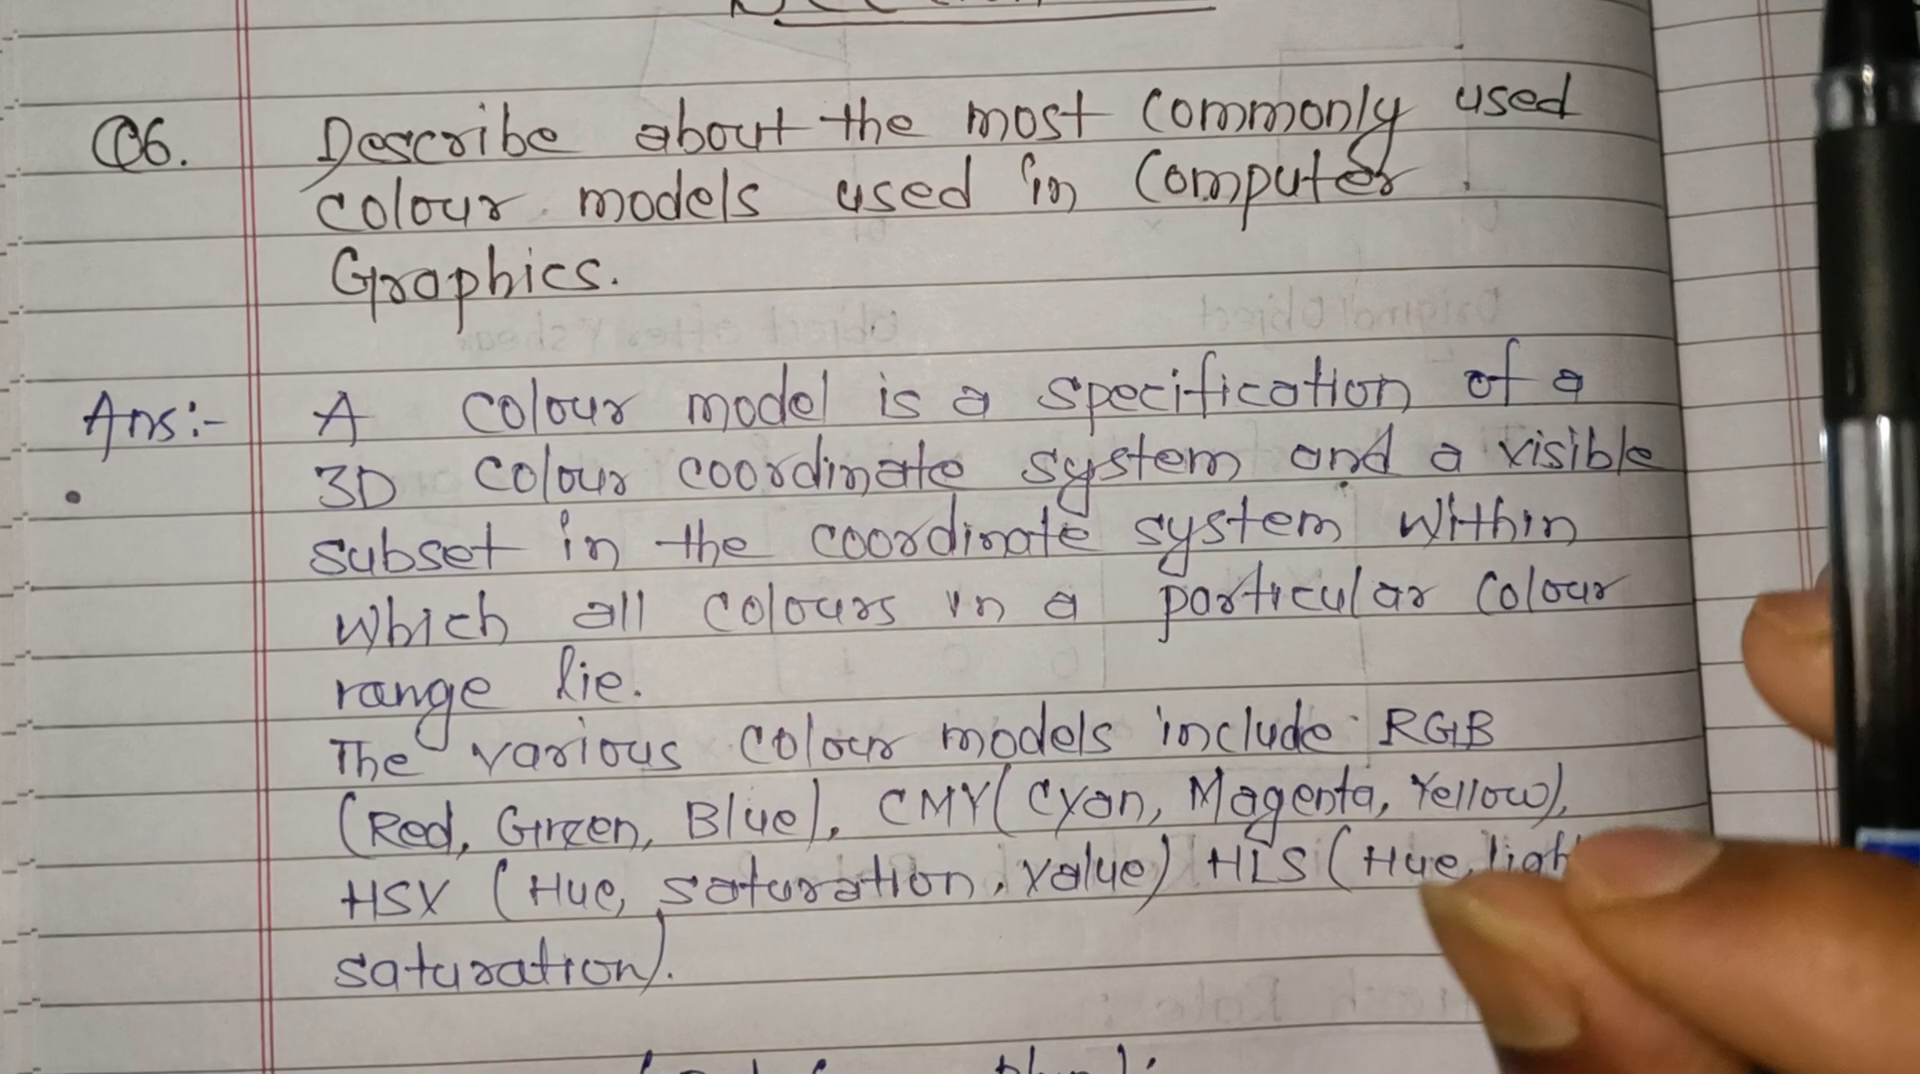 Q6. Describe about the most commonly used
colour models used in Computer
Graphics.
Ans:- A colour model is a specification of a
3D colour coordinate system and a visible
subset in the coordinate system within
which all colours in a particular colour
range lie.
The various colour models include RGB
(Red, Green, Blue), CMY(Cyan, Magenta, Yellow),
HSV (Hue, saturation, value) HLS (Hue,
saturation).